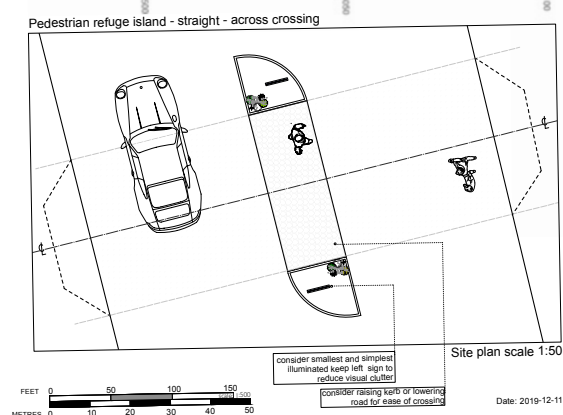 Pedestrian refuge island - straight - across crossing
℄
℄
Site plan scale 1:50
consider smallest and simplest
illuminated keep left sign to
reduce visual clutter
consider raising kerb or lowering
road for ease of crossing
FEET 0 50 100 150
1:500
METRES 0 10 20 30 40 50
Date: 2019-12-11